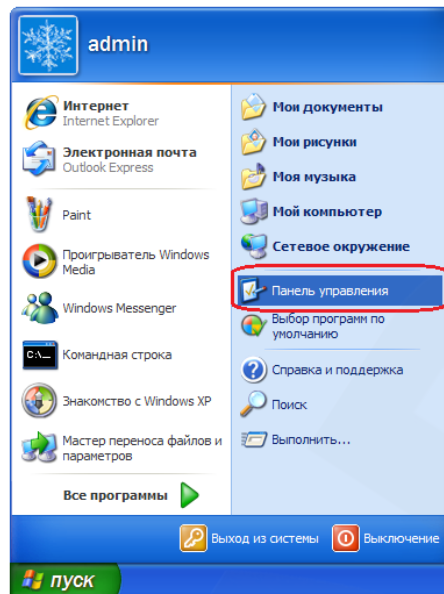 admin
Интернет
Internet Explorer
Электронная почта
Outlook Express
Paint
Проигрыватель Windows
Media
Windows Messenger
C:\_
Командная строка
Знакомство с Windows XP
Мастер переноса файлов и
параметров
Все программы
Мои документы
Мои рисунки
Моя музыка
Мой компьютер
Сетевое окружение
Панель управления
Выбор программ по
умолчанию
Справка и поддержка
Поиск
Выполнить...
Выход из системы
Выключение
пуск